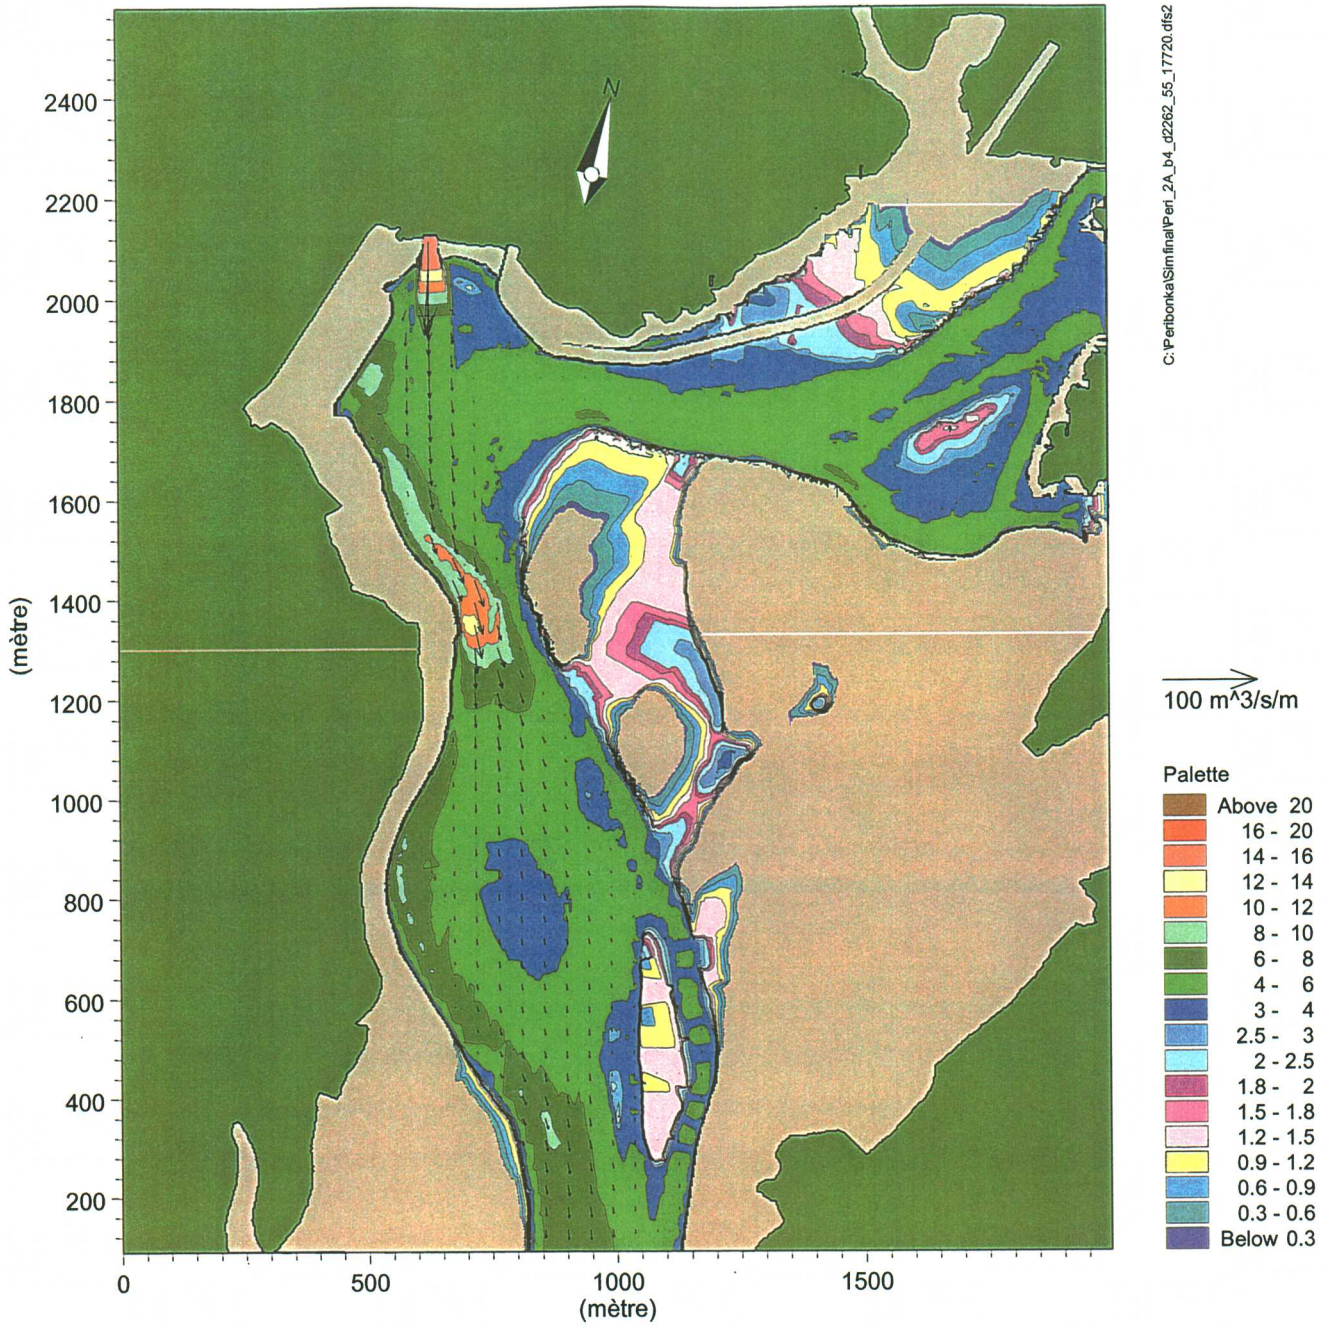 C:\Peribonka\Simfinal\Peri_2A_b4_d2262_55_17720.dfs2
N
2400
2200
2000
1800
1600
1400
1200
1000
800
600
400
200
(mètre)
0
500
1000
1500
(mètre)
100 m^3/s/m
Palette
Above 20
16 - 20
14 - 16
12 - 14
10 - 12
8 - 10
6 - 8
4 - 6
3 - 4
2.5 - 3
2 - 2.5
1.8 - 2
1.5 - 1.8
1.2 - 1.5
0.9 - 1.2
0.6 - 0.9
0.3 - 0.6
Below 0.3